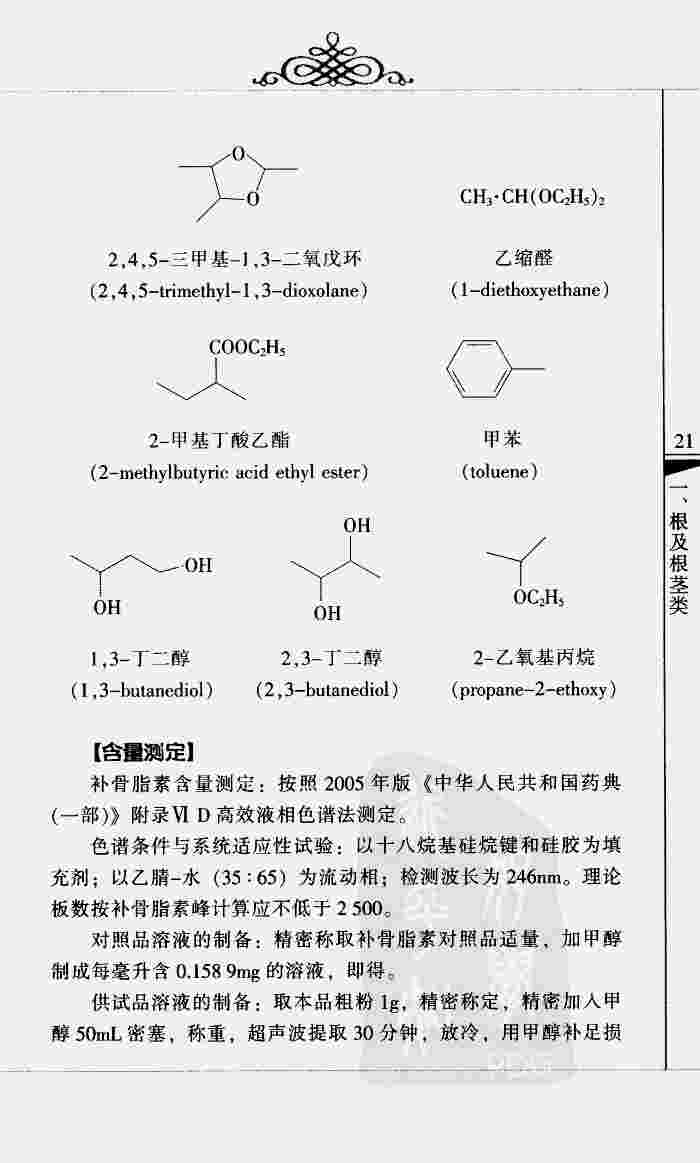 O
O
CH₃·CH(OC₂H₅)₂
2,4,5-三甲基-1,3-二氧戊环
乙缩醛
(2,4,5-trimethyl-1,3-dioxolane)
(1-diethoxyethane)
COOC₂H₅
2-甲基丁酸乙酯
甲苯
(2-methylbutyric acid ethyl ester)
(toluene)
OH
OH
OH
OH
OC₂H₅
1,3-丁二醇
2,3-丁二醇
2-乙氧基丙烷
(1,3-butanediol)
(2,3-butanediol)
(propane-2-ethoxy)
【含量测定】
补骨脂素含量测定：按照 2005 年版《中华人民共和国药典
(一部)》附录Ⅵ D 高效液相色谱法测定。
色谱条件与系统适应性试验：以十八烷基硅烷键和硅胶为填
充剂；以乙腈-水（35∶65）为流动相；检测波长为 246nm。理论
板数按补骨脂素峰计算应不低于 2 500。
对照品溶液的制备：精密称取补骨脂素对照品适量，加甲醇
制成每毫升含 0.158 9mg 的溶液，即得。
供试品溶液的制备：取本品粗粉 1g，精密称定，精密加入甲
醇 50mL 密塞，称重，超声波提取 30 分钟，放冷，用甲醇补足损
21
一、根及根茎类